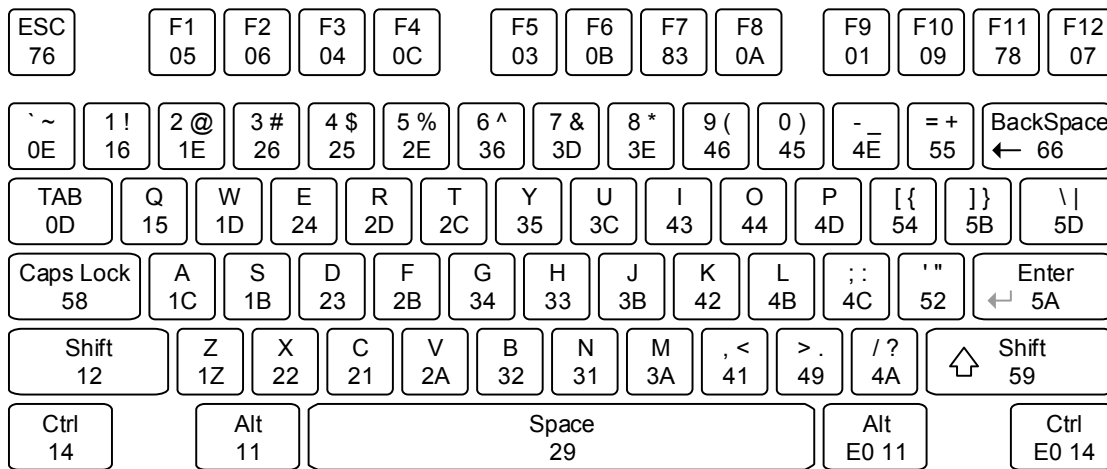 ESC F1 F2 F3 F4 F5 F6 F7 F8 F9 F10 F11 F12
76 05 06 04 0C 03 0B 83 0A 01 09 78 07
` ~ 1 ! 2 @ 3 # 4 $ 5 % 6 ^ 7 & 8 * 9 ( 0 ) - _ = + BackSpace
0E 16 1E 26 25 2E 36 3D 3E 46 45 4E 55 ← 66
TAB Q W E R T Y U I O P [ { ] } \ |
0D 15 1D 24 2D 2C 35 3C 43 44 4D 54 5B 5D
Caps Lock A S D F G H J K L ; : ' " Enter
58 1C 1B 23 2B 34 33 3B 42 4B 4C 52 ↵ 5A
Shift Z X C V B N M , < > . / ? Shift
12 1Z 22 21 2A 32 31 3A 41 49 4A 59
Ctrl Alt Space Alt Ctrl
14 11 29 E0 11 E0 14